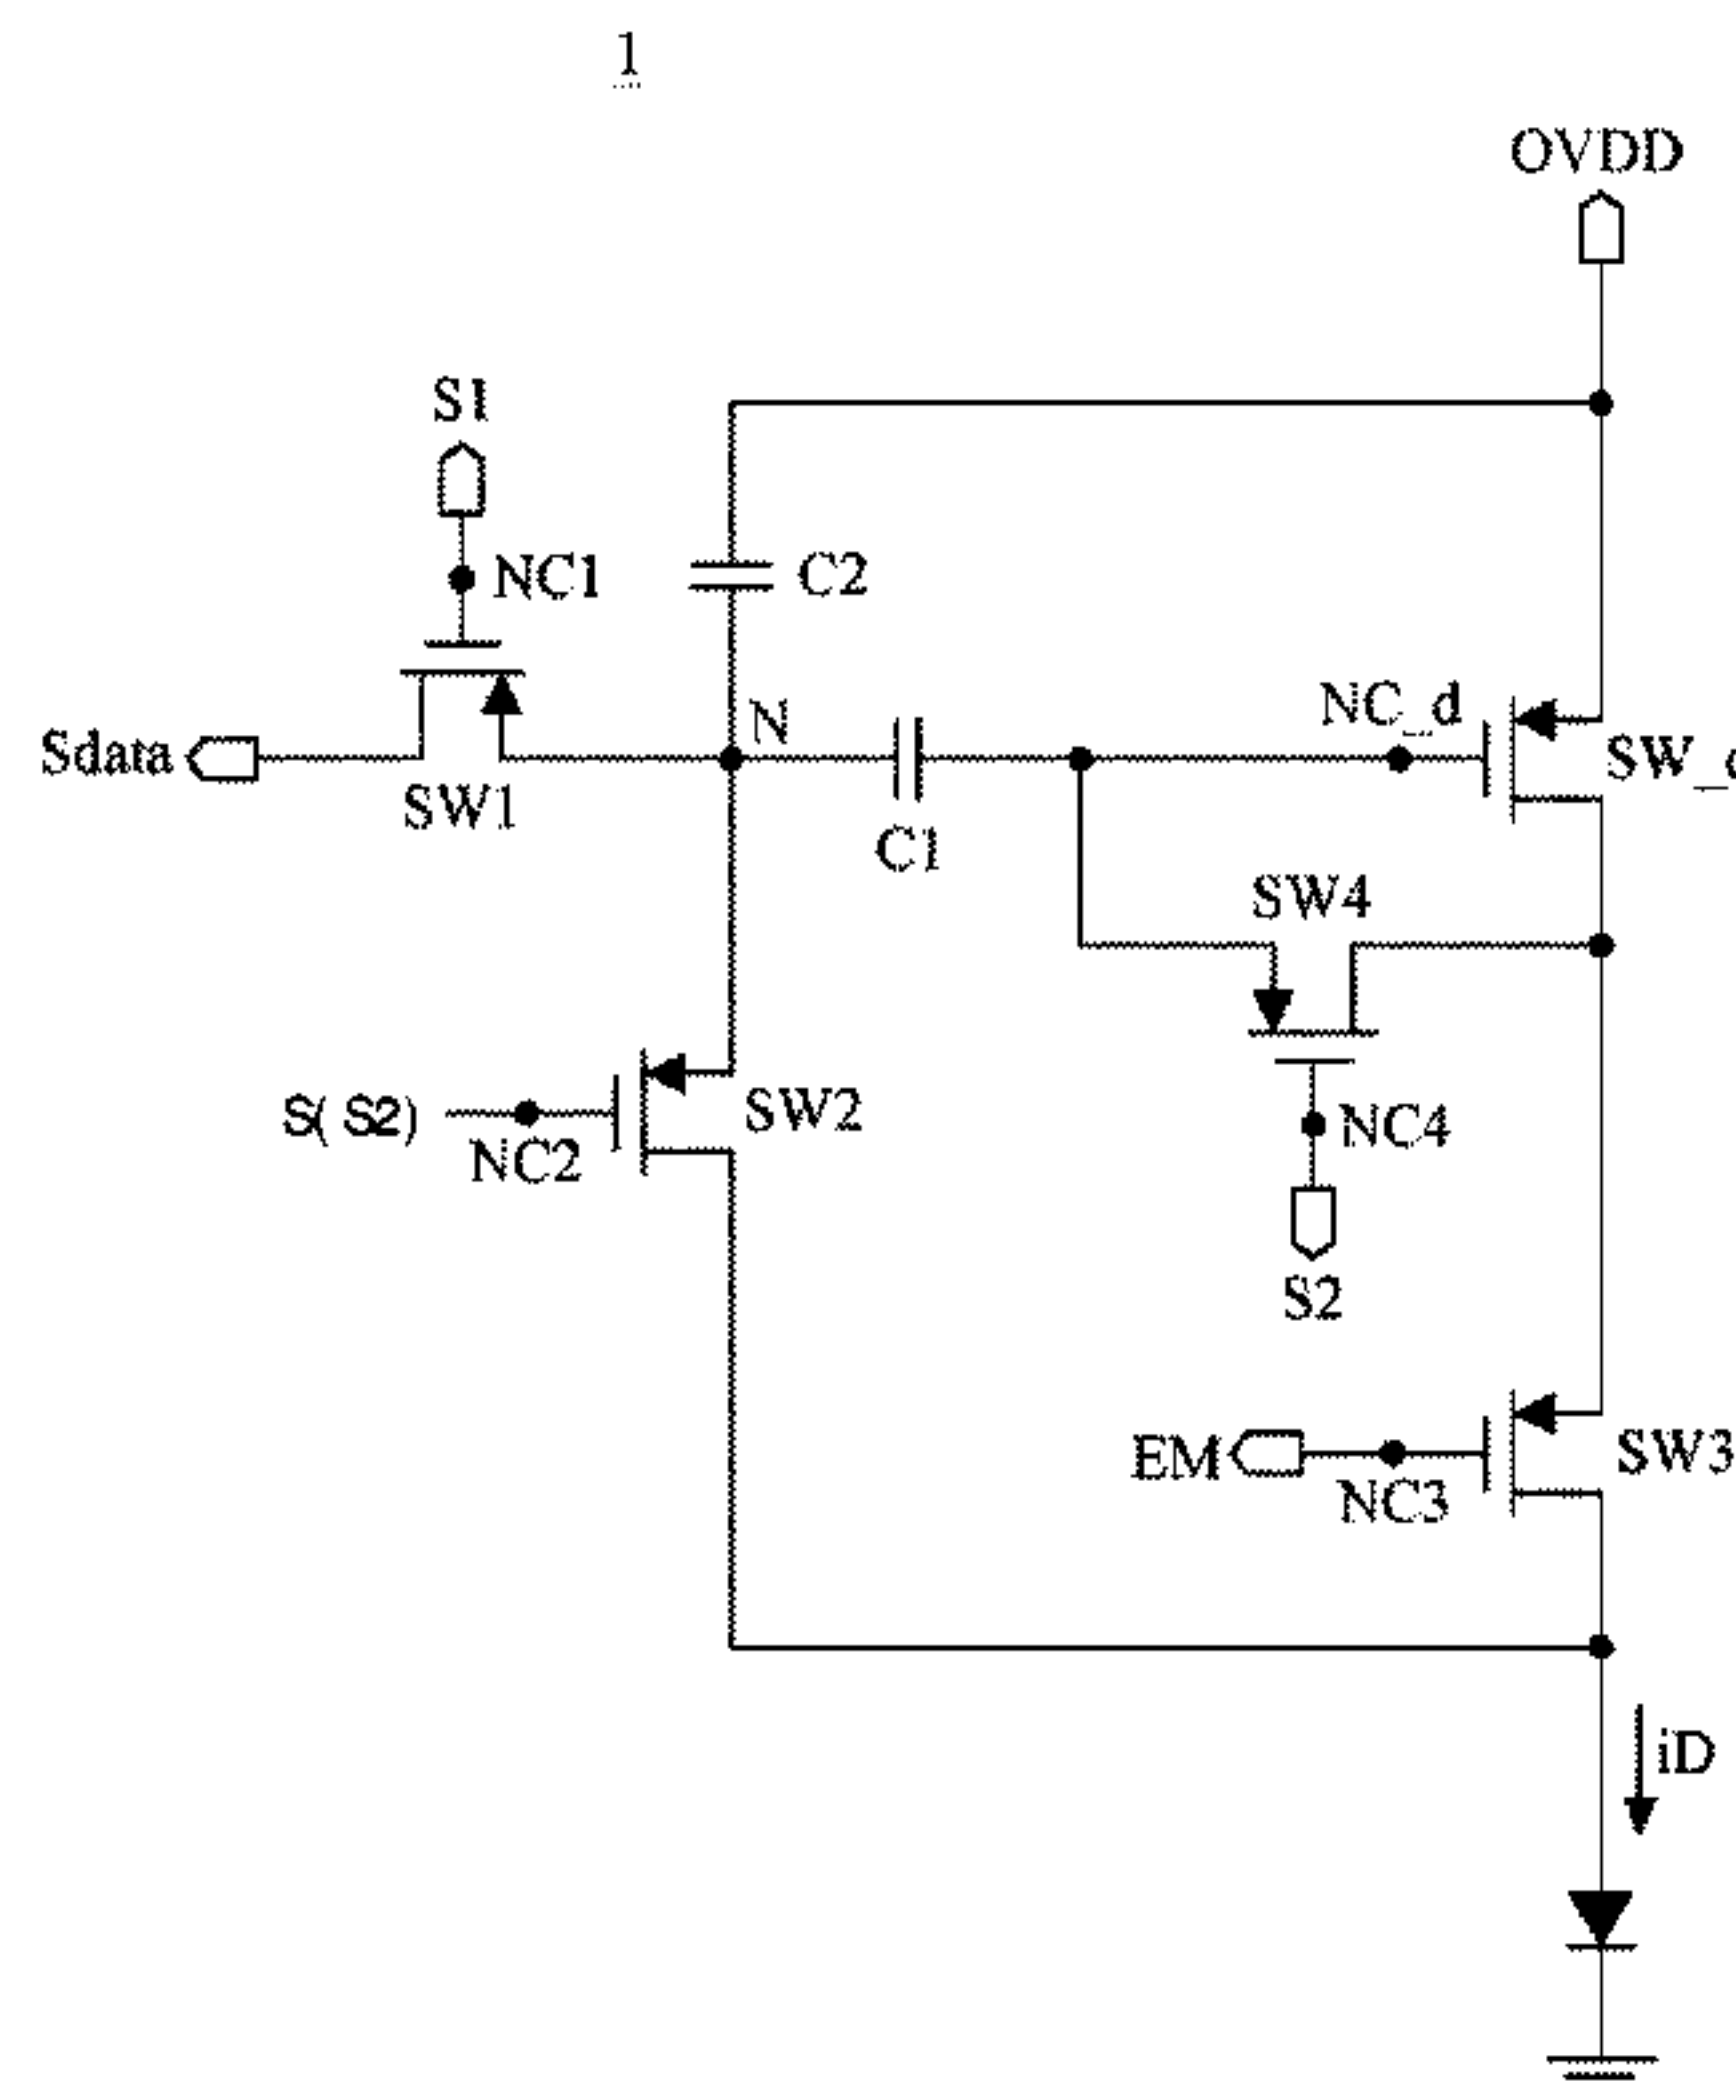 1
OVDD
S1
NC1
C2
N
NC_d
Sdata
SW1
C1
SW4
S(S2)
NC2
SW2
NC4
S2
EM
NC3
SW3
iD